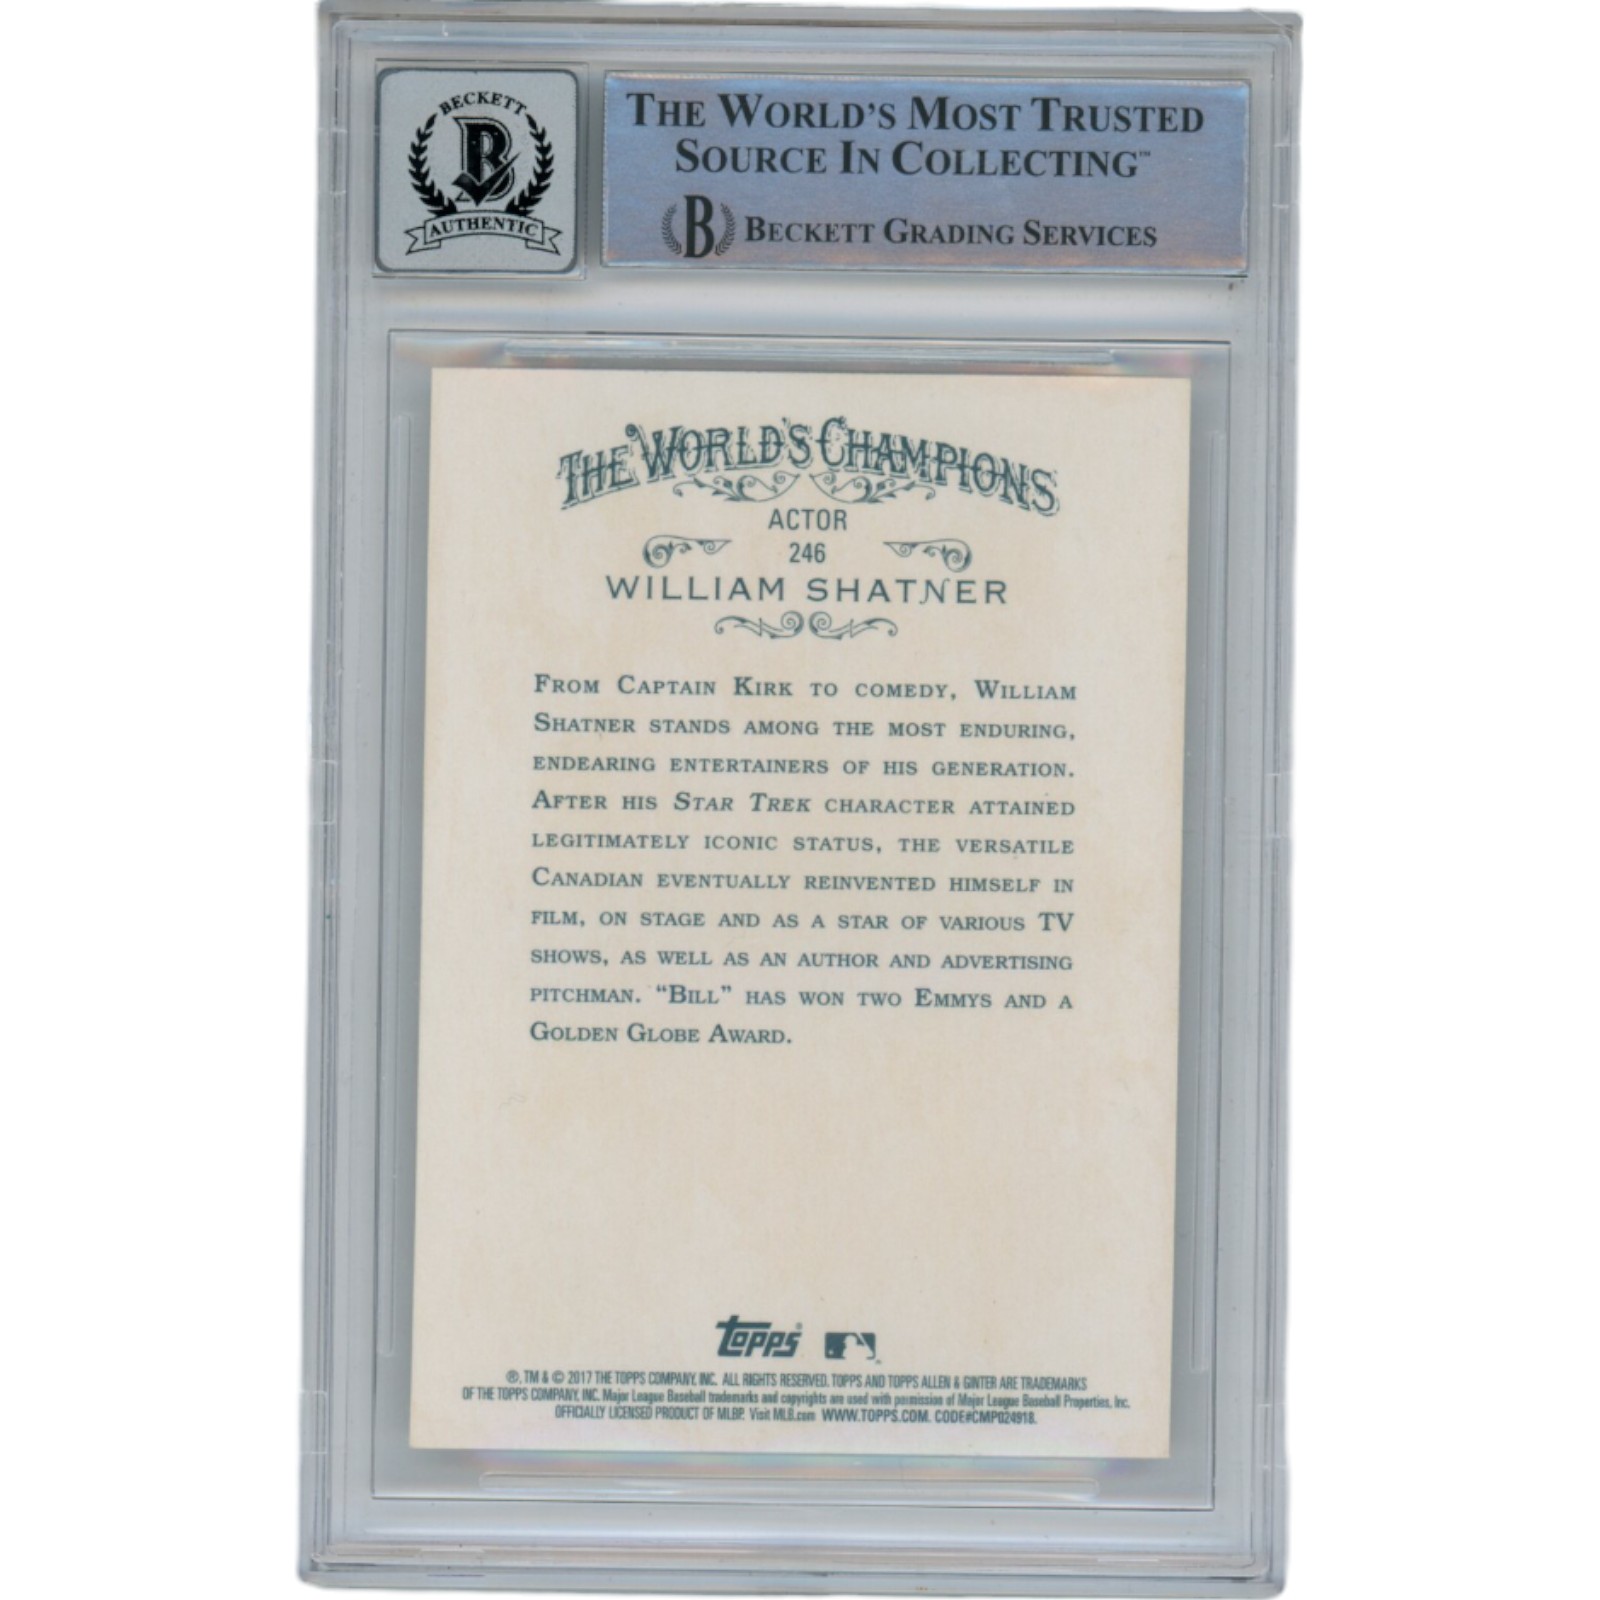 BECKETT
B
AUTHENTIC
THE WORLD'S MOST TRUSTED
SOURCE IN COLLECTING™
B BECKETT GRADING SERVICES
THE WORLD'S CHAMPIONS
ACTOR
246
WILLIAM SHATNER
FROM CAPTAIN KIRK TO COMEDY, WILLIAM
SHATNER STANDS AMONG THE MOST ENDURING,
ENDEARING ENTERTAINERS OF HIS GENERATION.
AFTER HIS STAR TREK CHARACTER ATTAINED
LEGITIMATELY ICONIC STATUS, THE VERSATILE
CANADIAN EVENTUALLY REINVENTED HIMSELF IN
FILM, ON STAGE AND AS A STAR OF VARIOUS TV
SHOWS, AS WELL AS AN AUTHOR AND ADVERTISING
PITCHMAN. “BILL” HAS WON TWO EMMYS AND A
GOLDEN GLOBE AWARD.
topps®
®, TM & © 2017 THE TOPPS COMPANY, INC. ALL RIGHTS RESERVED. TOPPS AND TOPPS ALLEN & GINTER ARE TRADEMARKS
OF THE TOPPS COMPANY, INC. Major League Baseball trademarks and copyrights are used with permission of Major League Baseball Properties, Inc.
OFFICIALLY LICENSED PRODUCT OF MLBP. Visit MLB.com WWW.TOPPS.COM. CODE#CMP024918.